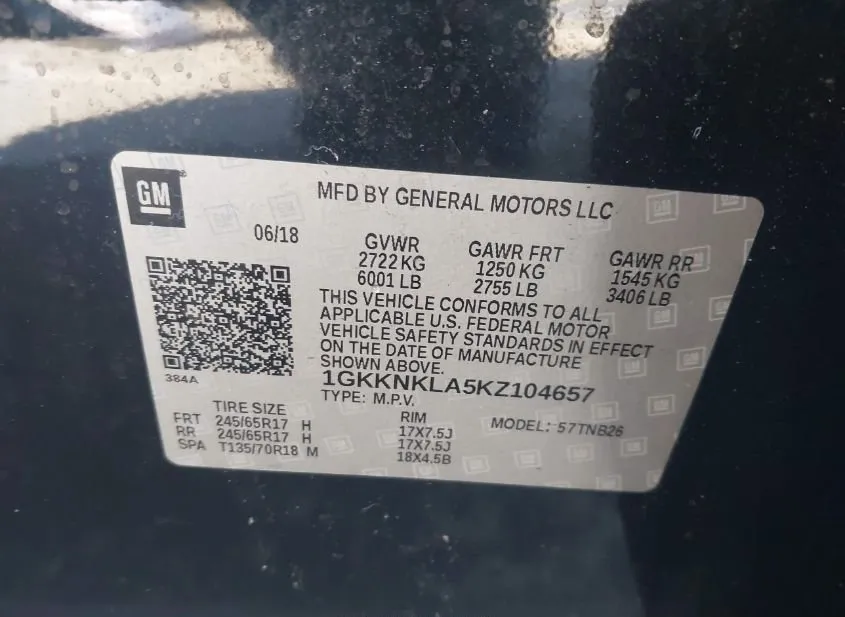 GM
MFD BY GENERAL MOTORS LLC
06/18
GVWR GAWR FRT GAWR RR
2722 KG 1250 KG 1545 KG
6001 LB 2755 LB 3406 LB
THIS VEHICLE CONFORMS TO ALL
APPLICABLE U.S. FEDERAL MOTOR
VEHICLE SAFETY STANDARDS IN EFFECT
ON THE DATE OF MANUFACTURE
SHOWN ABOVE.
384A
1GKKNKLA5KZ104657
TYPE: M.P.V.
TIRE SIZE RIM MODEL: 57TNB26
FRT 245/65R17 H 17X7.5J
RR 245/65R17 H 17X7.5J
SPA T135/70R18 M 18X4.5B